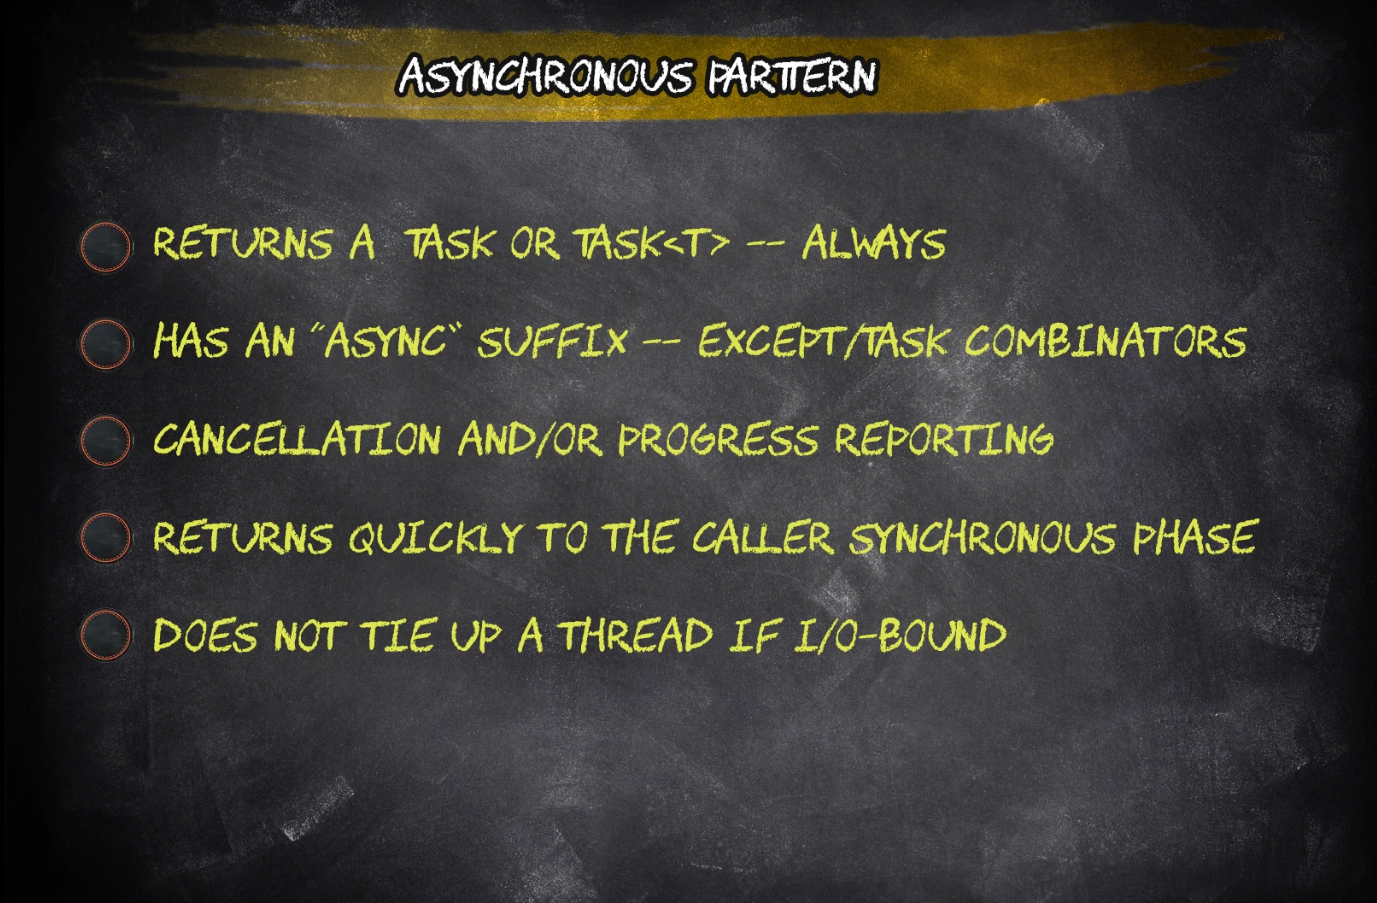 ASYNCHRONOUS PARTTERN
RETURNS A TASK OR TASK<T> -- ALWAYS
HAS AN "ASYNC" SUFFIX -- EXCEPT/TASK COMBINATORS
CANCELLATION AND/OR PROGRESS REPORTING
RETURNS QUICKLY TO THE CALLER SYNCHRONOUS PHASE
DOES NOT TIE UP A THREAD IF I/O-BOUND